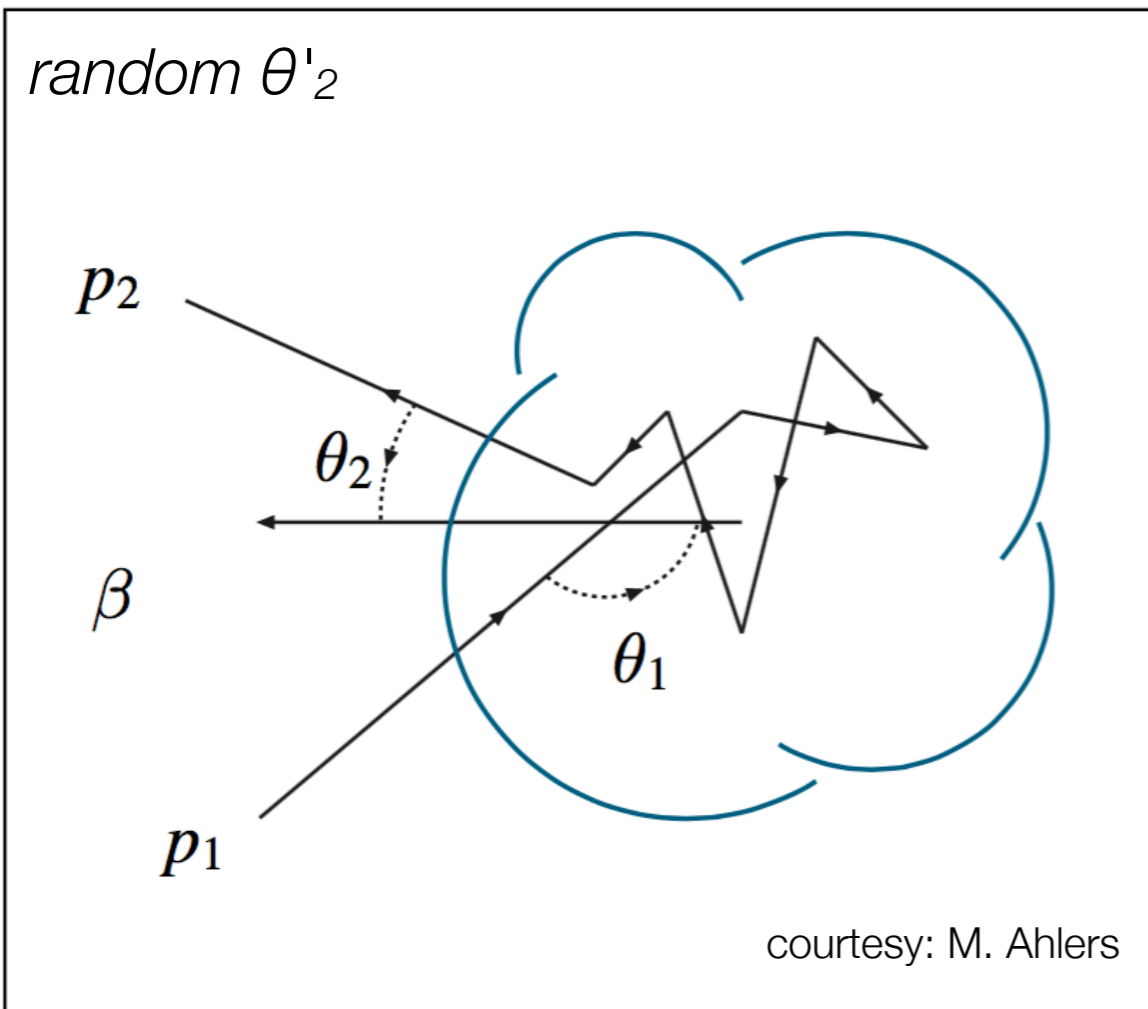 random θ'₂
p₂
θ₂
β
θ₁
p₁
courtesy: M. Ahlers